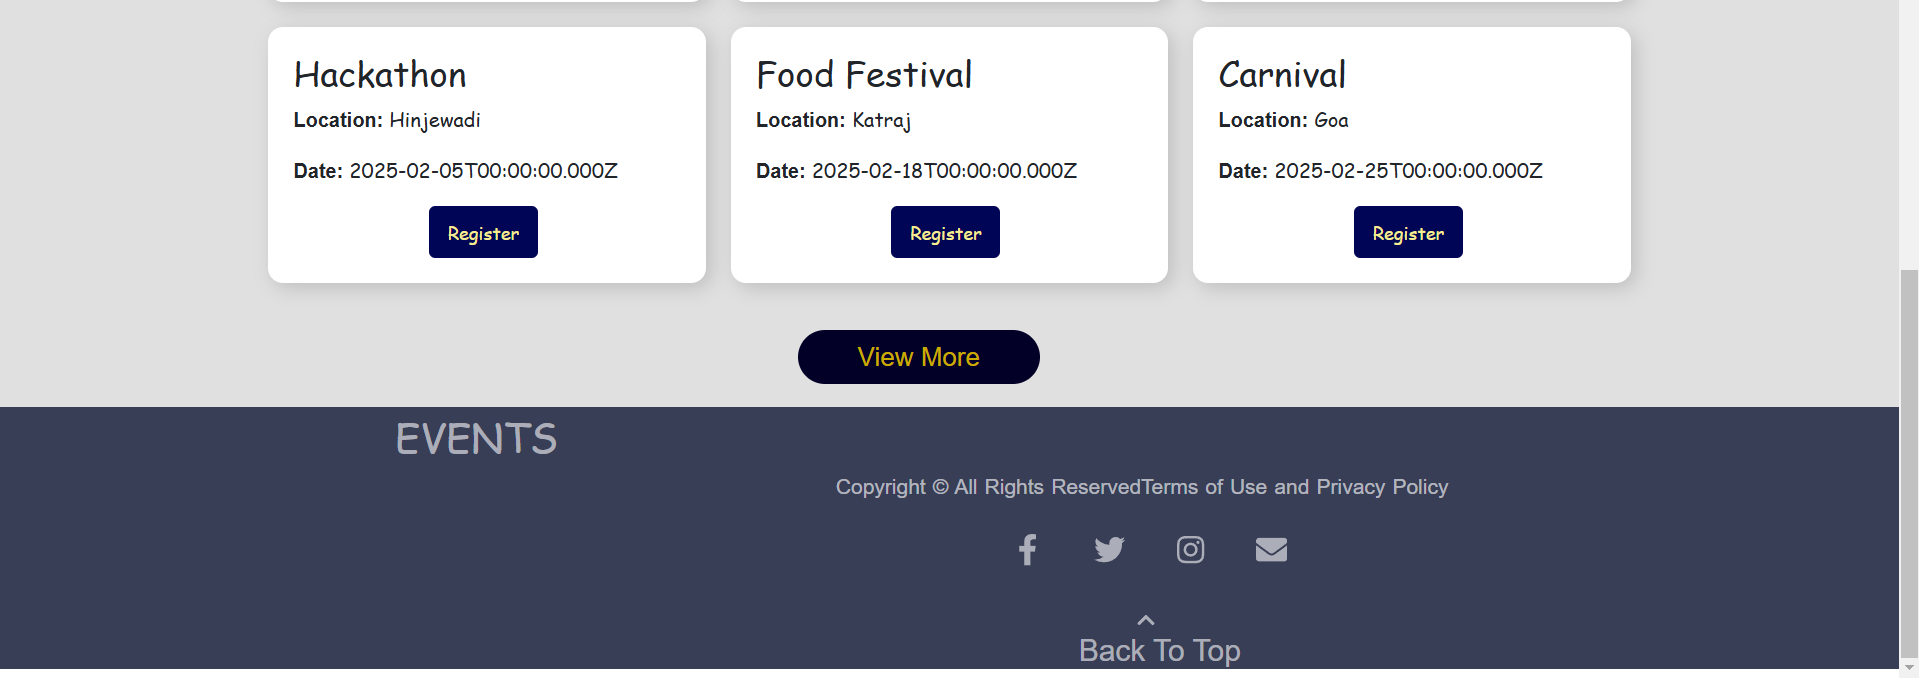 Hackathon
Location: Hinjewadi
Date: 2025-02-05T00:00:00.000Z
Register
Food Festival
Location: Katraj
Date: 2025-02-18T00:00:00.000Z
Register
Carnival
Location: Goa
Date: 2025-02-25T00:00:00.000Z
Register
View More
EVENTS
Copyright © All Rights ReservedTerms of Use and Privacy Policy
Back To Top